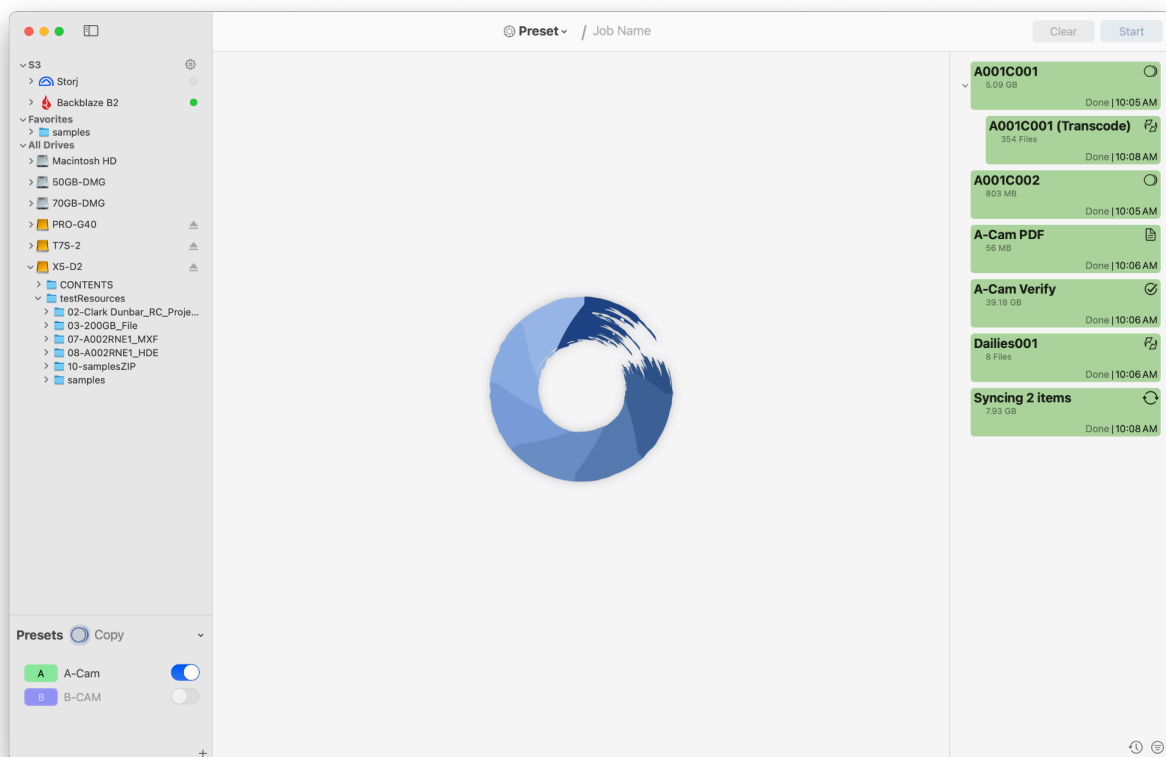 Preset / Job Name
Clear
Start
S3
Storj
Backblaze B2
Favorites
samples
All Drives
Macintosh HD
50GB-DMG
70GB-DMG
PRO-G40
T7S-2
X5-D2
CONTENTS
testResources
02-Clark Dunbar_RC_Proje...
03-200GB_File
07-A002RNE1_MXF
08-A002RNE1_HDE
10-samplesZIP
samples
Presets Copy
A A-Cam
B B-CAM
+
A001C001
5.09 GB
Done | 10:05 AM
A001C001 (Transcode)
354 Files
Done | 10:08 AM
A001C002
803 MB
Done | 10:05 AM
A-Cam PDF
56 MB
Done | 10:06 AM
A-Cam Verify
39.18 GB
Done | 10:06 AM
Dailies001
8 Files
Done | 10:06 AM
Syncing 2 items
7.93 GB
Done | 10:08 AM